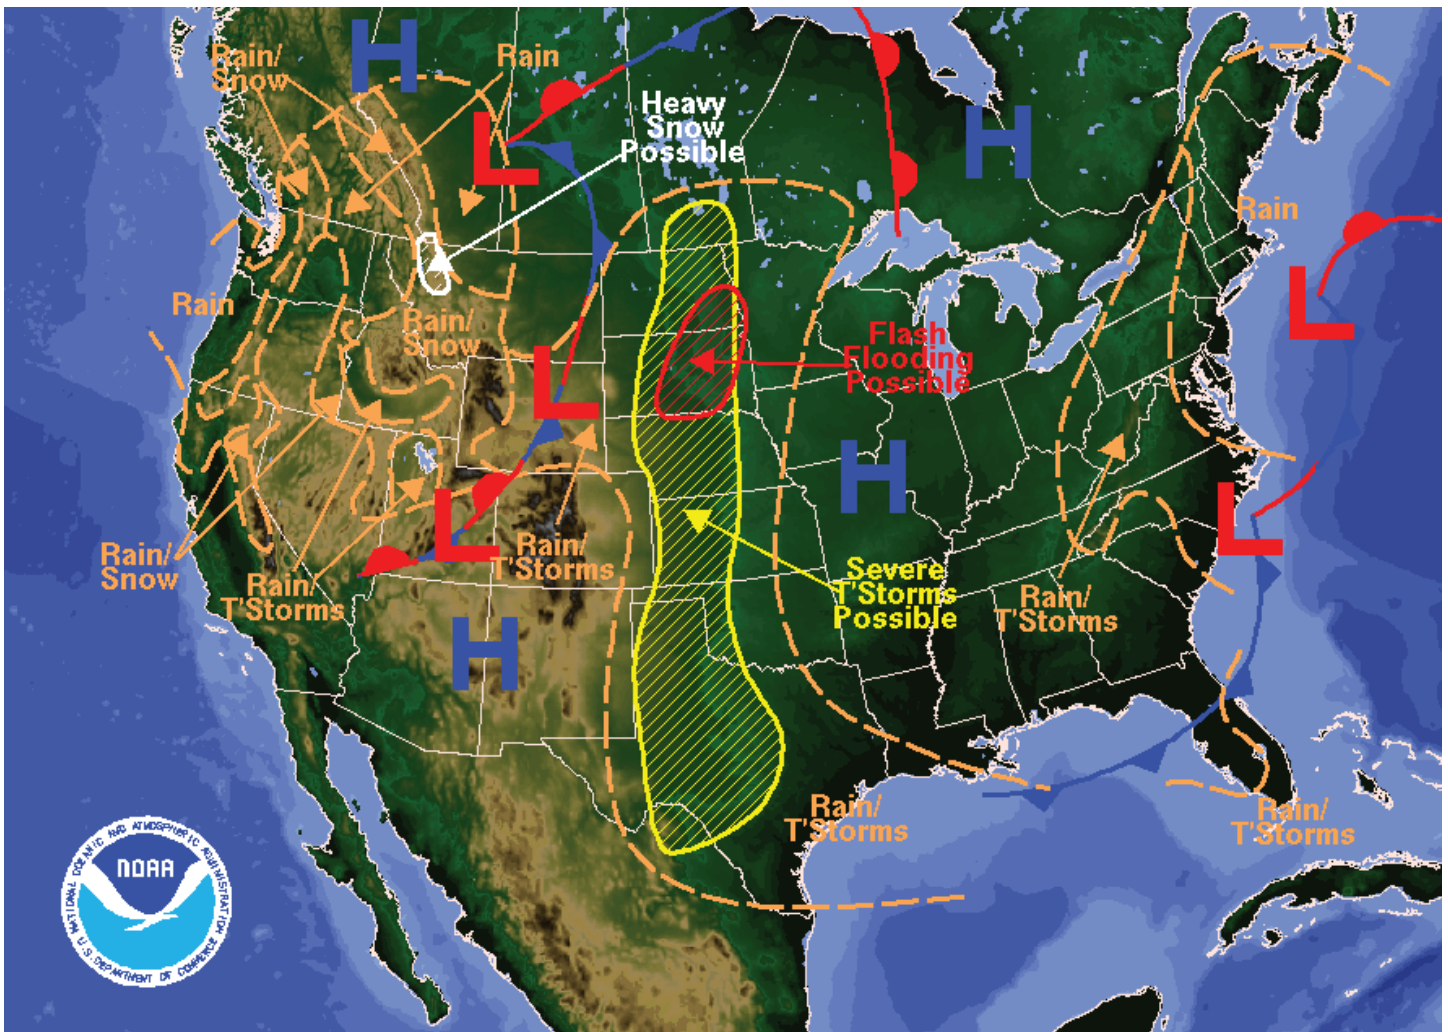 H
Rain/
Snow
Rain
Heavy
Snow
Possible
L
H
Rain
Rain
L
Rain/
Snow
Flash
Flooding
Possible
L
H
L
L
Rain/
Snow
Rain/
T'Storms
Rain/
T'Storms
Severe
T'Storms
Possible
Rain/
T'Storms
H
Rain/
T'Storms
Rain/
T'Storms
NATIONAL OCEANIC AND ATMOSPHERIC ADMINISTRATION
NOAA
U.S. DEPARTMENT OF COMMERCE